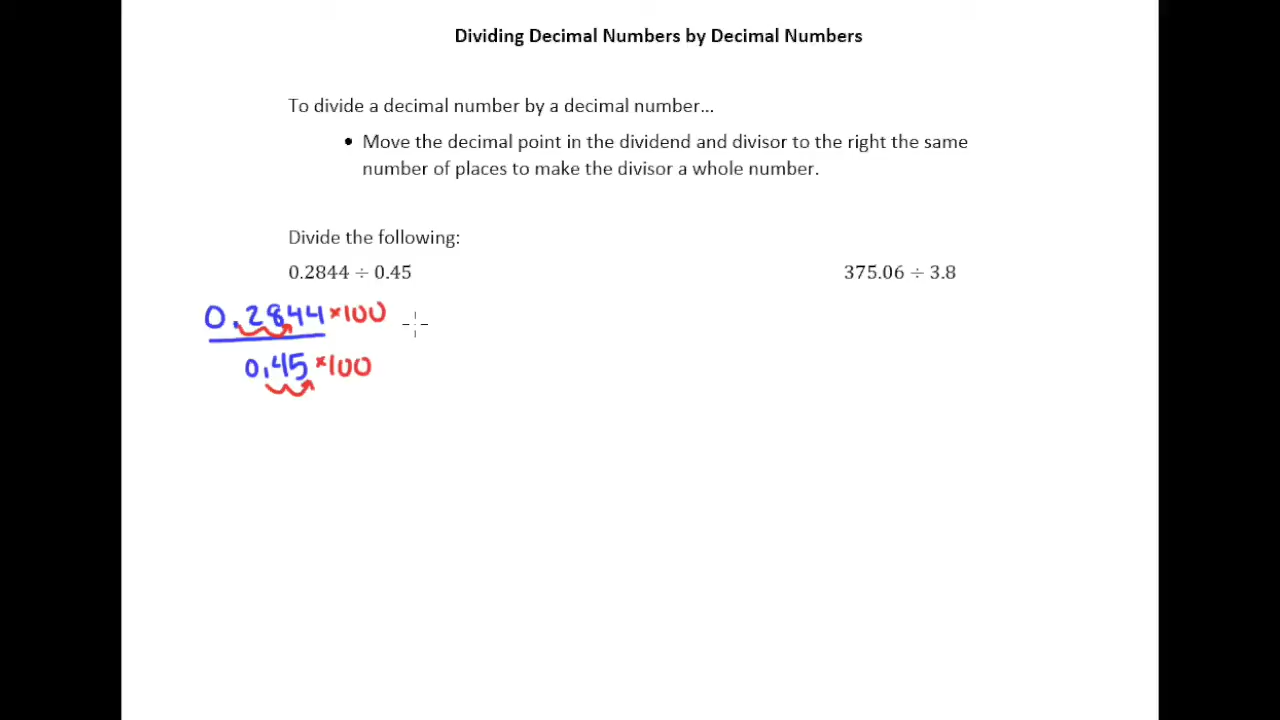 Dividing Decimal Numbers by Decimal Numbers
To divide a decimal number by a decimal number...
• Move the decimal point in the dividend and divisor to the right the same
number of places to make the divisor a whole number.
Divide the following:
0.2844 ÷ 0.45
375.06 ÷ 3.8
0.2844 ×100
0.45 ×100